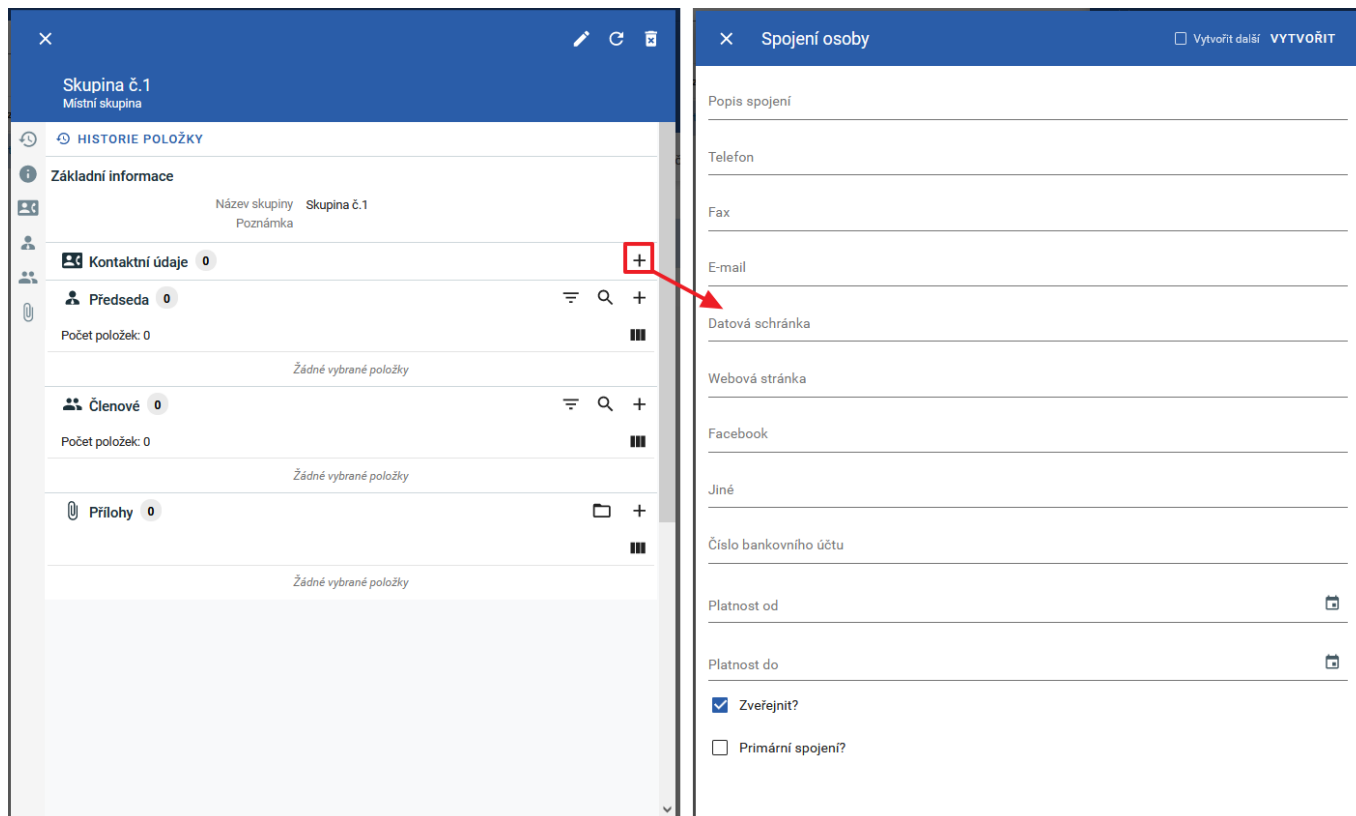 Skupina č.1
Místní skupina
HISTORIE POLOŽKY
Základní informace
Název skupiny Skupina č.1
Poznámka
Kontaktní údaje 0
Předseda 0
Počet položek: 0
Žádné vybrané položky
Členové 0
Počet položek: 0
Žádné vybrané položky
Přílohy 0
Žádné vybrané položky
Spojení osoby
Vytvořit další VYTVOŘIT
Popis spojení
Telefon
Fax
E-mail
Datová schránka
Webová stránka
Facebook
Jiné
Číslo bankovního účtu
Platnost od
Platnost do
Zveřejnit?
Primární spojení?